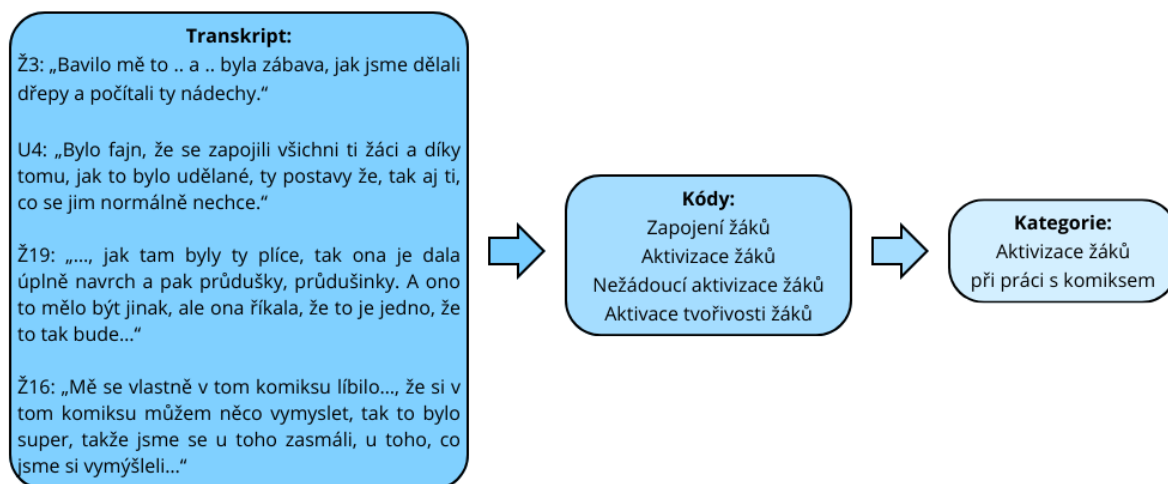 Transkript:
Ž3: „Bavilo mě to .. a .. byla zábava, jak jsme dělali
dřepy a počítali ty nádechy.“
U4: „Bylo fajn, že se zapojili všichni ti žáci a díky
tomu, jak to bylo udělané, ty postavy že, tak aj ti,
co se jim normálně nechce.“
Ž19: „..., jak tam byly ty plíce, tak ona je dala
úplně navrch a pak průdušky, průdušinky. A ono
to mělo být jinak, ale ona říkala, že to je jedno, že
to tak bude...“
Ž16: „Mě se vlastně v tom komiksu líbilo..., že si v
tom komiksu můžem něco vymyslet, tak to bylo
super, takže jsme se u toho zasmáli, u toho, co
jsme si vymýšleli...“
Kódy:
Zapojení žáků
Aktivizace žáků
Nežádoucí aktivizace žáků
Aktivace tvořivosti žáků
Kategorie:
Aktivizace žáků
při práci s komiksem